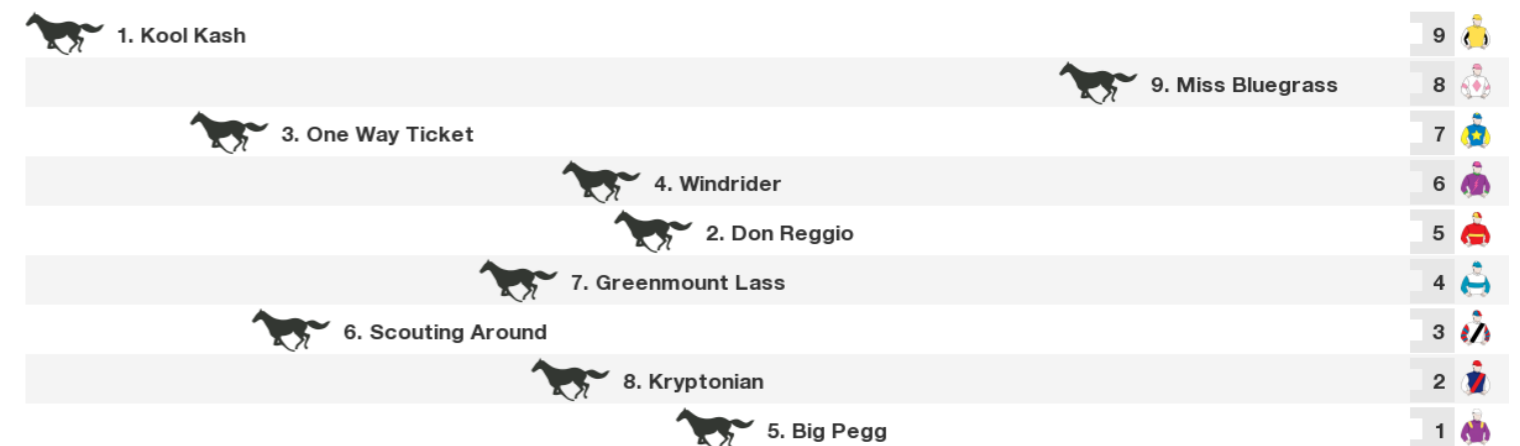 1. Kool Kash 9
9. Miss Bluegrass 8
3. One Way Ticket 7
4. Windrider 6
2. Don Reggio 5
7. Greenmount Lass 4
6. Scouting Around 3
8. Kryptonian 2
5. Big Pegg 1